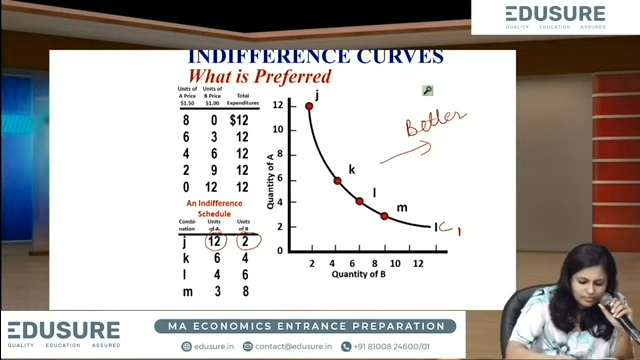 EDUSURE
QUALITY EDUCATION ASSURED
INDIFFERENCE CURVES
What is Preferred
Units of
A Price
$1.50
Units of
B Price
$1.00
Total
Expenditures
8 0 $12
6 3 12
4 6 12
2 9 12
0 12 12
An Indifference
Schedule
Combi-
nation
Units
of A
Units
of B
j 12 2
k 6 4
l 4 6
m 3 8
Quantity of A
12
10
8
6
4
2
0
j
k
l
m
Better
IC1
2 4 6 8 10 12
Quantity of B
EDUSURE
QUALITY EDUCATION ASSURED
MA ECONOMICS ENTRANCE PREPARATION
edusure.in
contact@edusure.in
+91 81008 24600/01